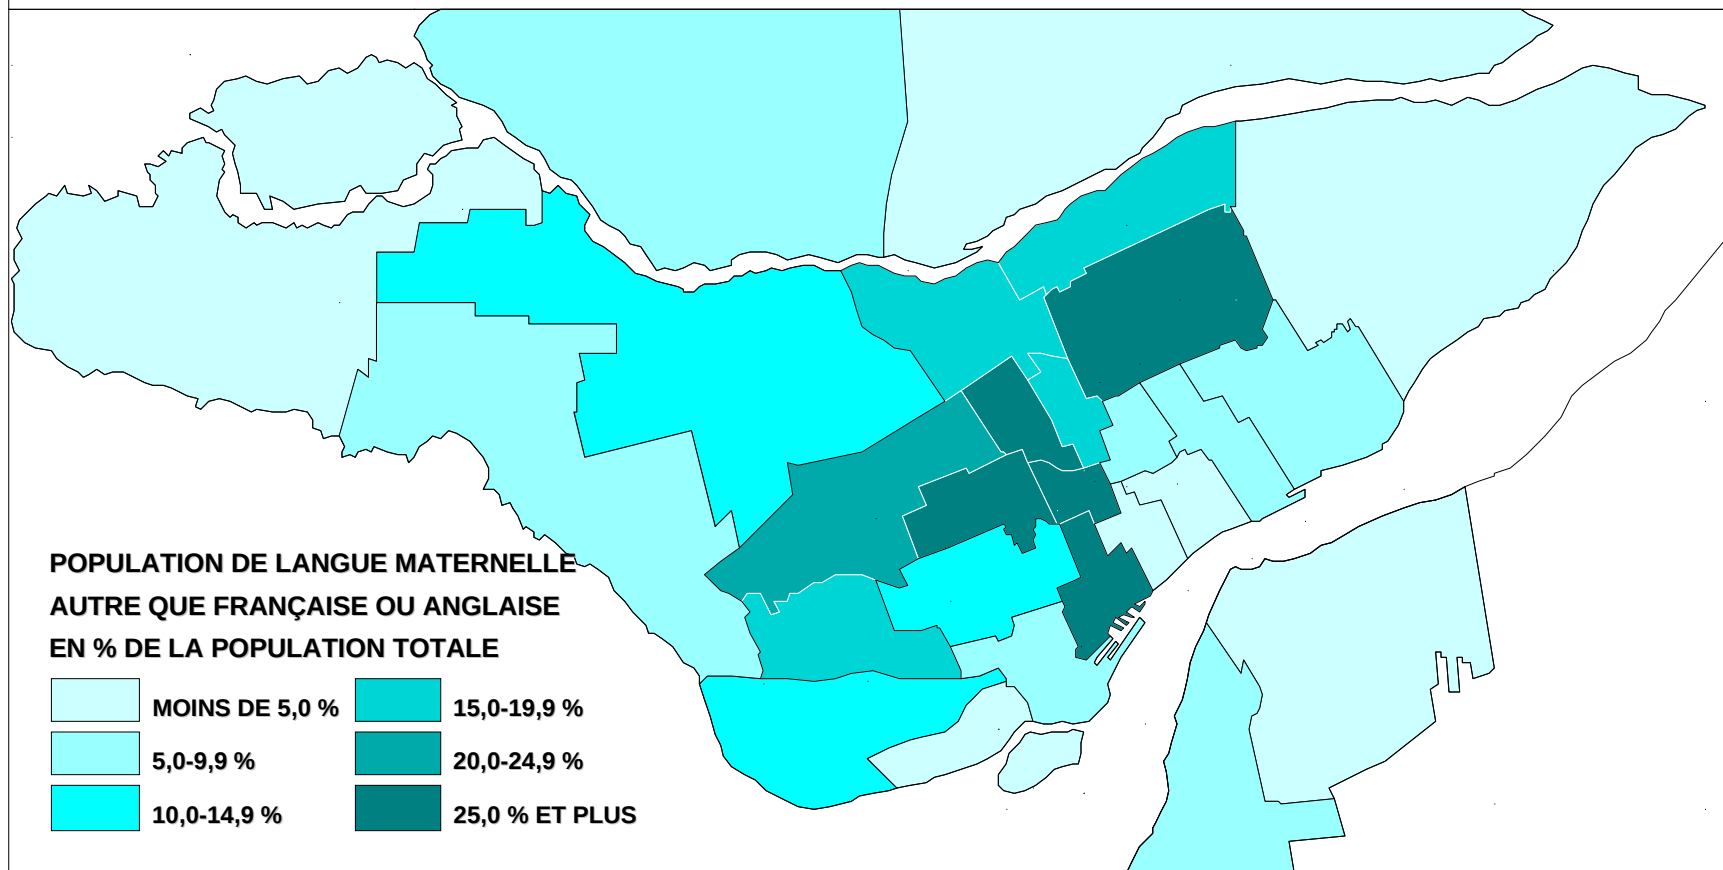 POPULATION DE LANGUE MATERNELLE
AUTRE QUE FRANÇAISE OU ANGLAISE
EN % DE LA POPULATION TOTALE
MOINS DE 5,0 %
5,0-9,9 %
10,0-14,9 %
15,0-19,9 %
20,0-24,9 %
25,0 % ET PLUS